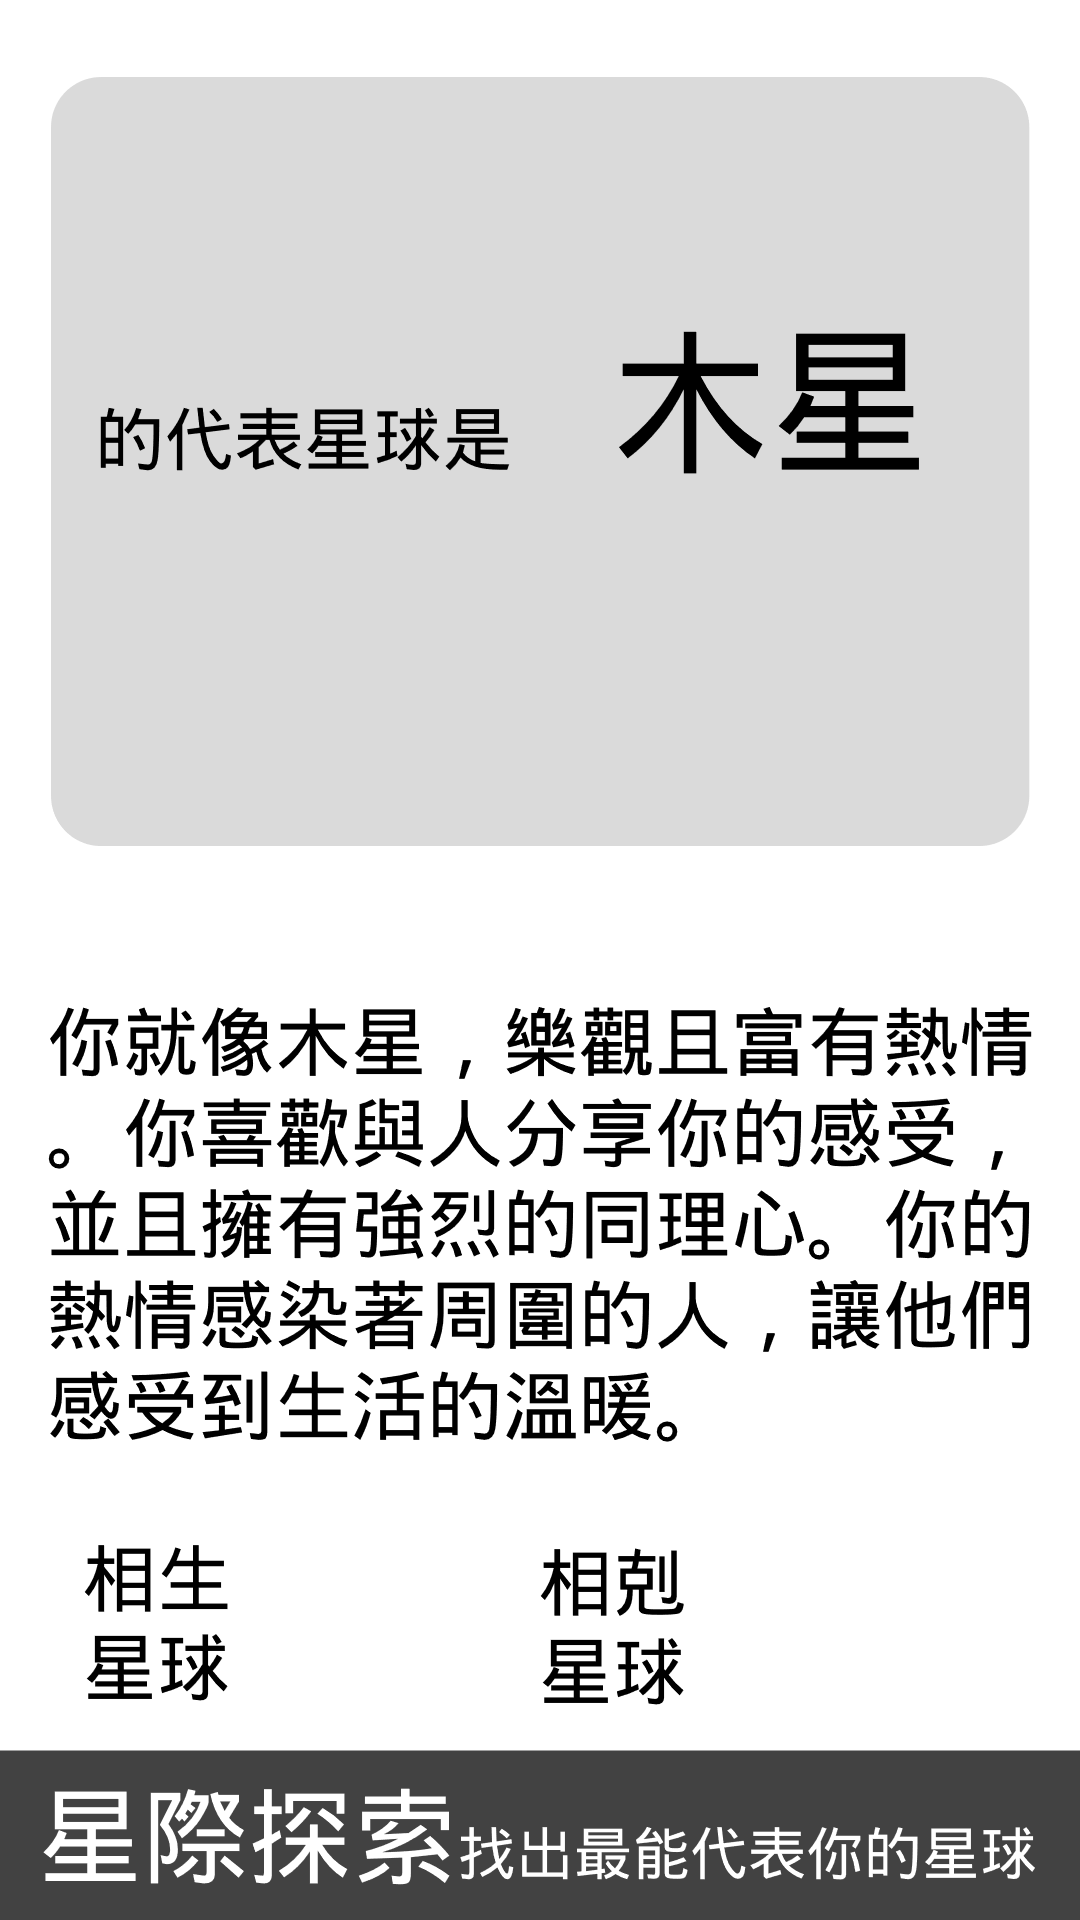 的代表星球是 木星
你就像木星，樂觀且富有熱情
。你喜歡與人分享你的感受，
並且擁有強烈的同理心。你的
熱情感染著周圍的人，讓他們
感受到生活的溫暖。
相生
星球
相剋
星球
星際探索找出最能代表你的星球